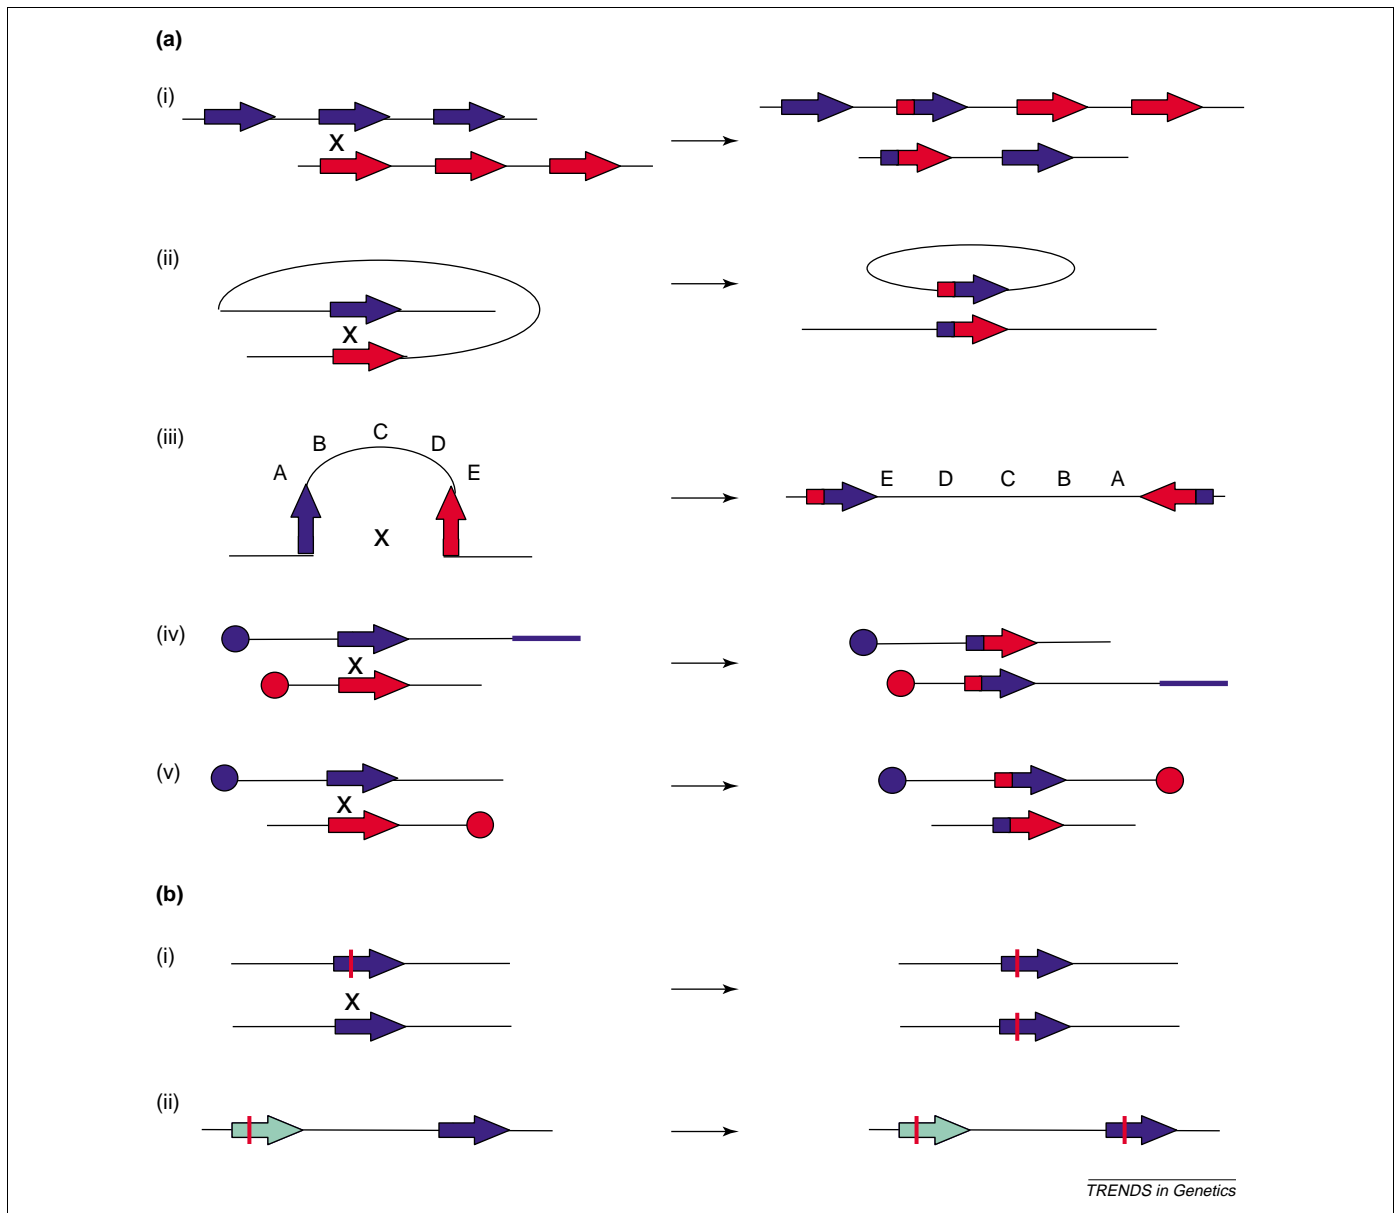 (a)
(i)
X
(ii)
X
(iii)
A B C D E
X
E D C B A
(iv)
X
(v)
X
(b)
(i)
X
(ii)
TRENDS in Genetics